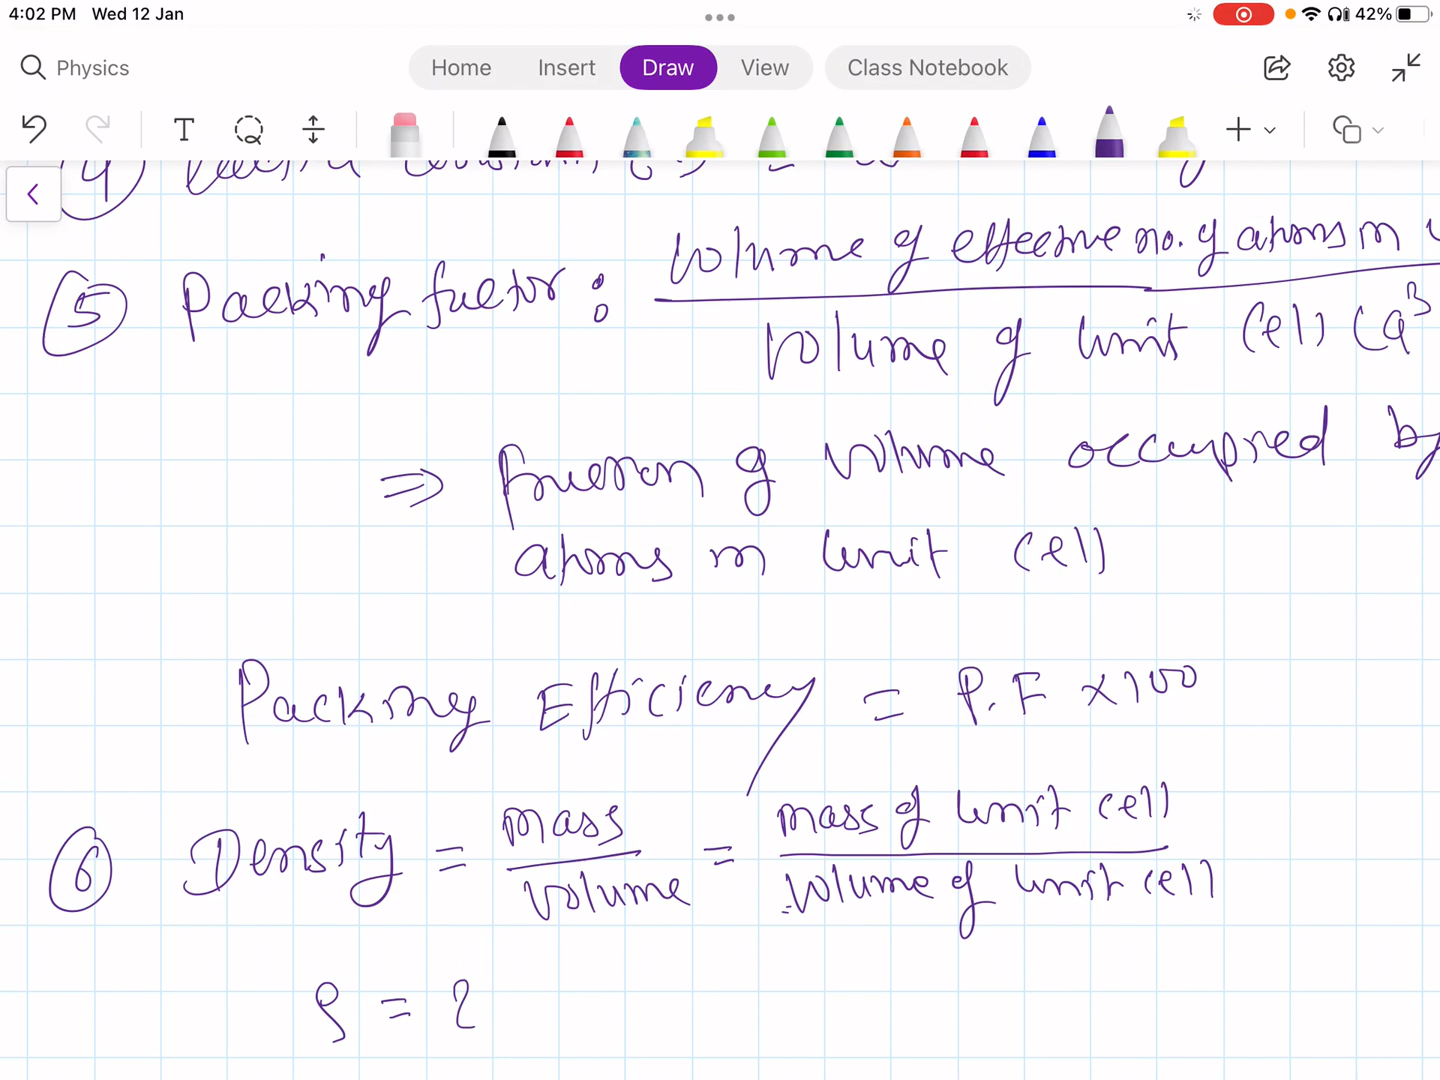 4:02 PM Wed 12 Jan
42%
Physics
Home Insert Draw View Class Notebook
T
4
5 Packing factor : volume of effective no. of atoms in
volume of unit cell (a³
⇒ fraction of volume occupied by
atoms in unit cell
Packing Efficiency = P.F × 100
6 Density = mass / volume = mass of unit cell / volume of unit cell
ρ = 2